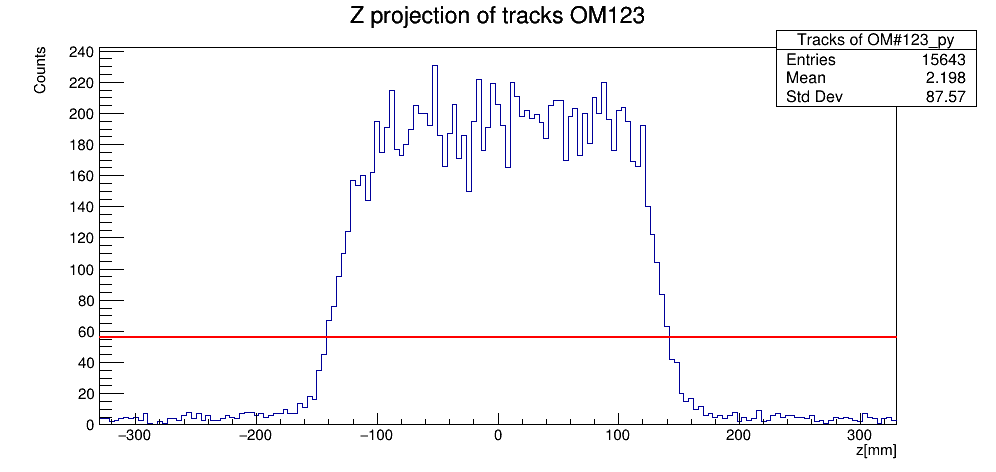 Z projection of tracks OM123
Tracks of OM#123_py
Entries 15643
Mean 2.198
Std Dev 87.57
Counts
240
220
200
180
160
140
120
100
80
60
40
20
0
−300 −200 −100 0 100 200 300
z[mm]